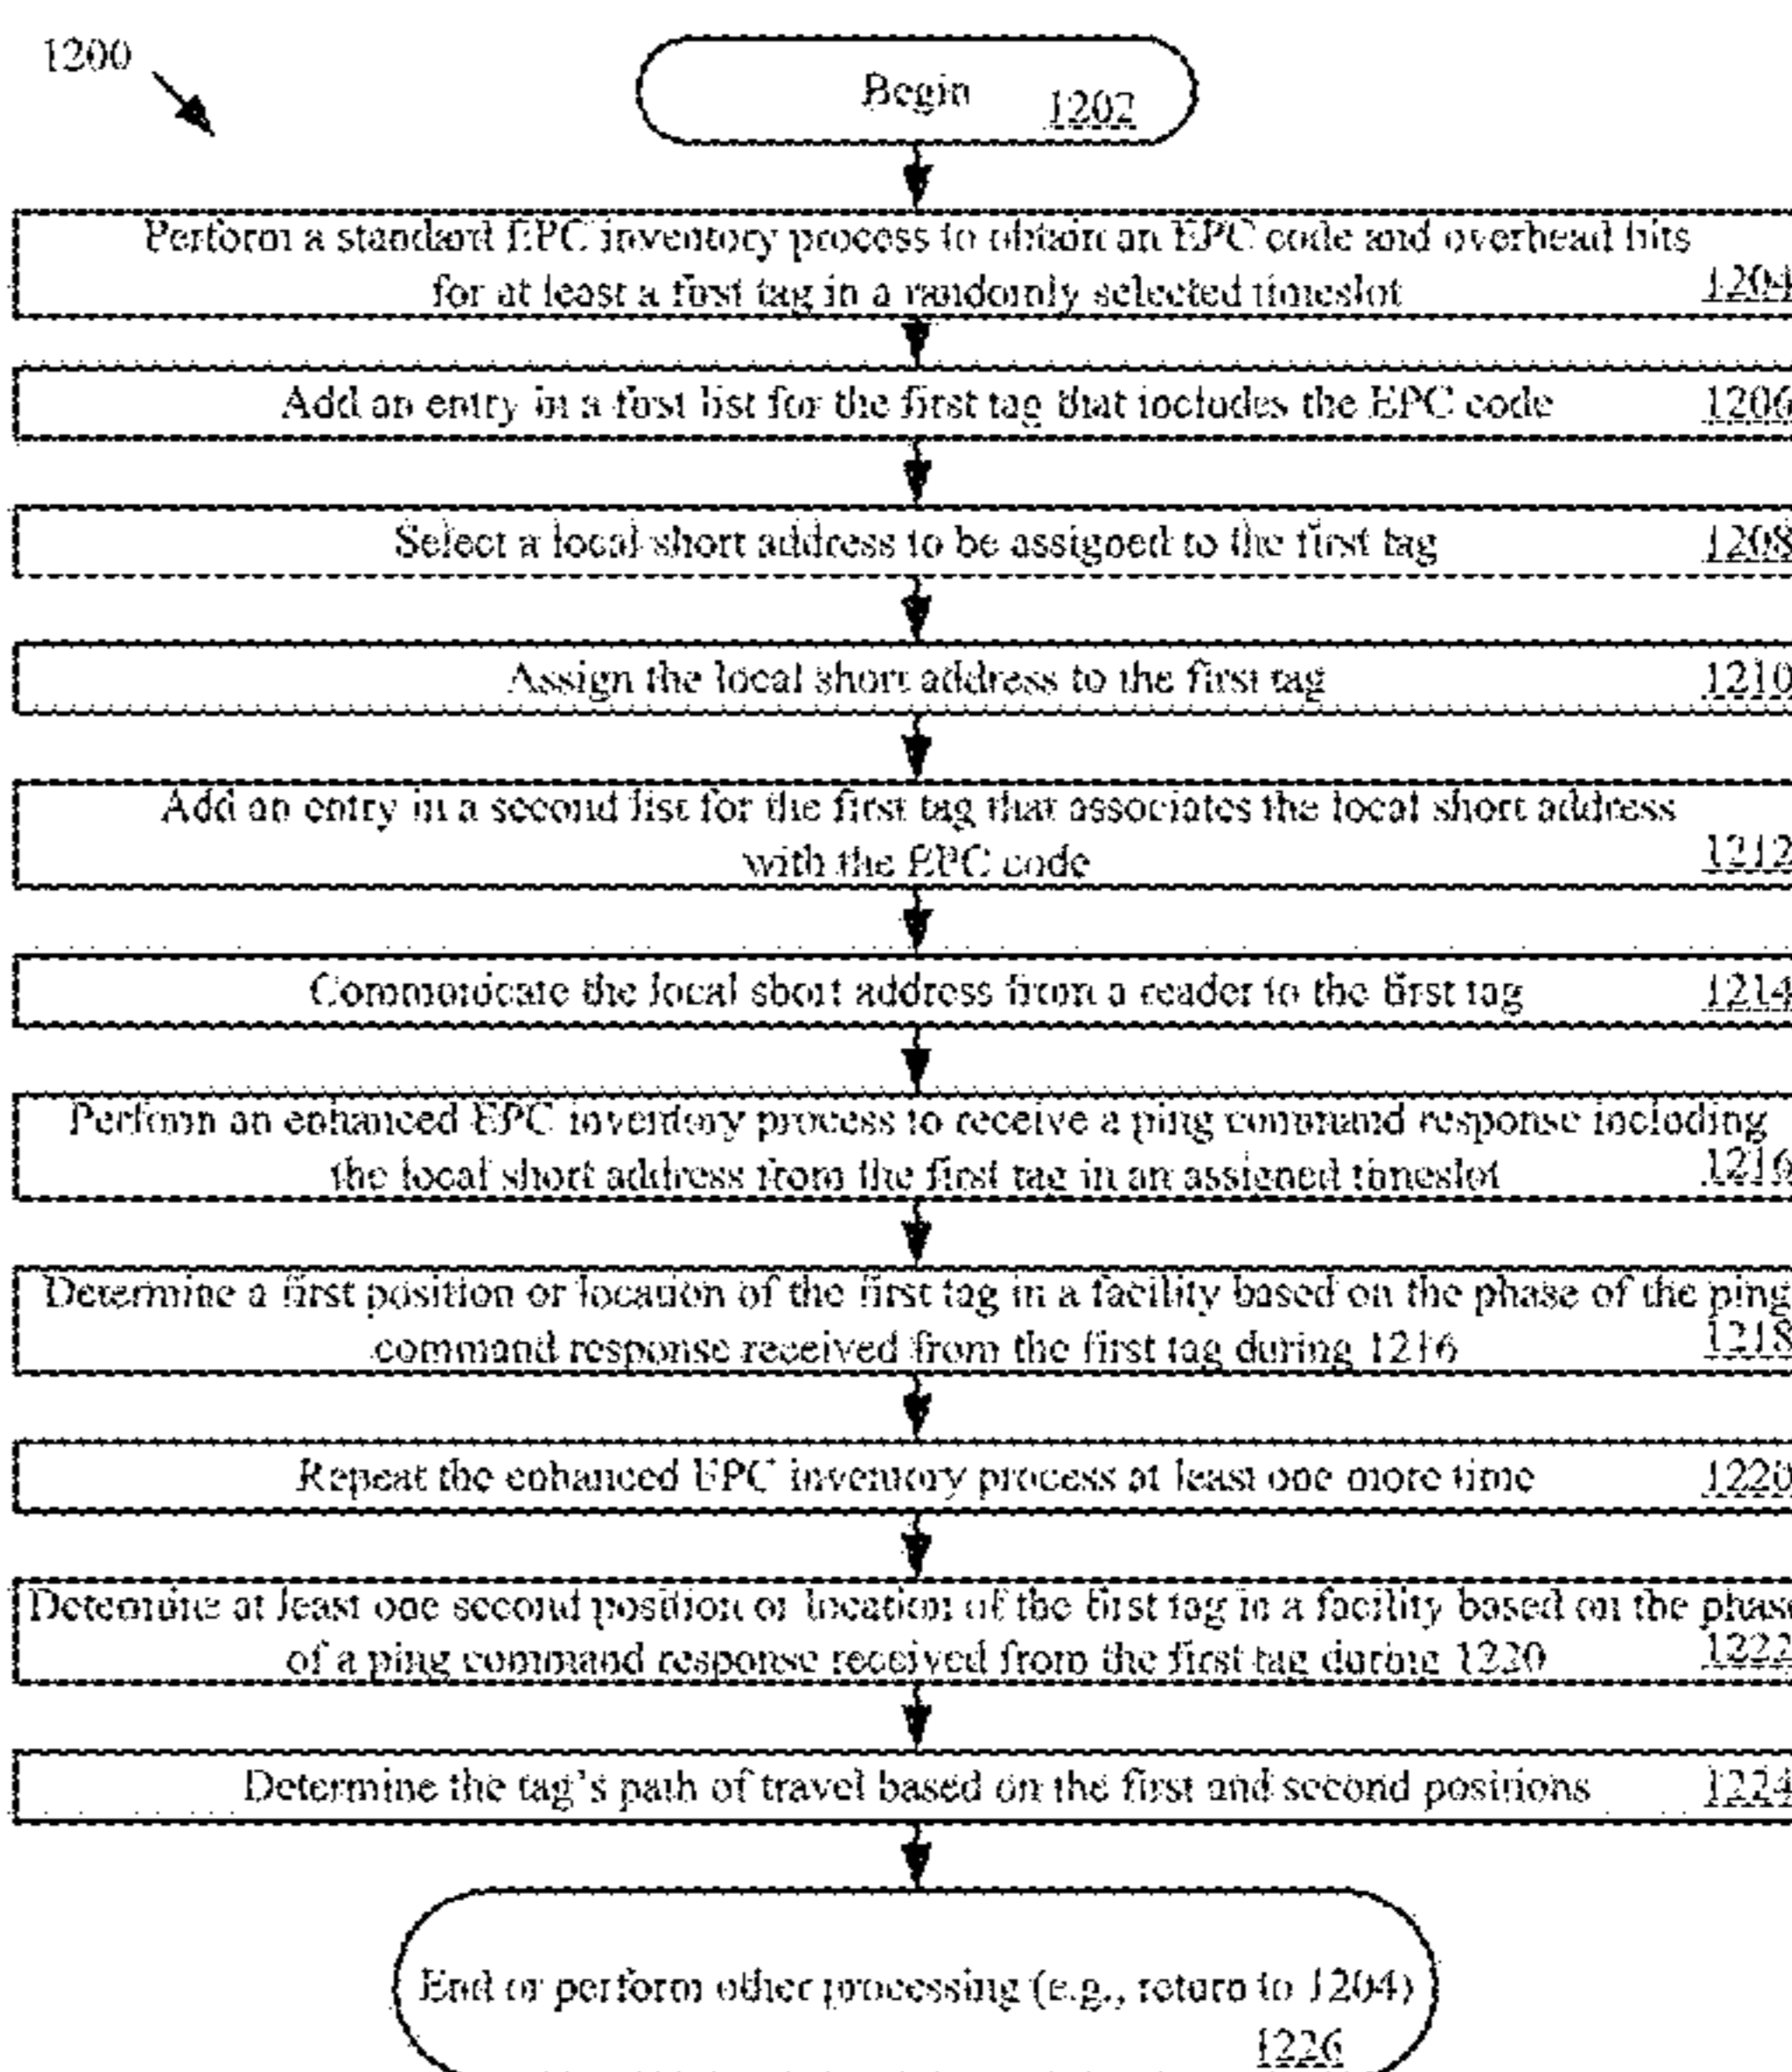 1200
Begin 1202
Perform a standard EPC inventory process to obtain an EPC code and overhead bits
for at least a first tag in a randomly selected timeslot 1204
Add an entry in a first list for the first tag that includes the EPC code 1206
Select a local short address to be assigned to the first tag 1208
Assign the local short address to the first tag 1210
Add an entry in a second list for the first tag that associates the local short address
with the EPC code 1212
Communicate the local short address from a reader to the first tag 1214
Perform an enhanced EPC inventory process to receive a ping command response including
the local short address from the first tag in an assigned timeslot 1216
Determine a first position or location of the first tag in a facility based on the phase of the ping
command response received from the first tag during 1216 1218
Repeat the enhanced EPC inventory process at least one more time 1220
Determine at least one second position or location of the first tag in a facility based on the phase
of a ping command response received from the first tag during 1220 1222
Determine the tag's path of travel based on the first and second positions 1224
End or perform other processing (e.g., return to 1204)
1226